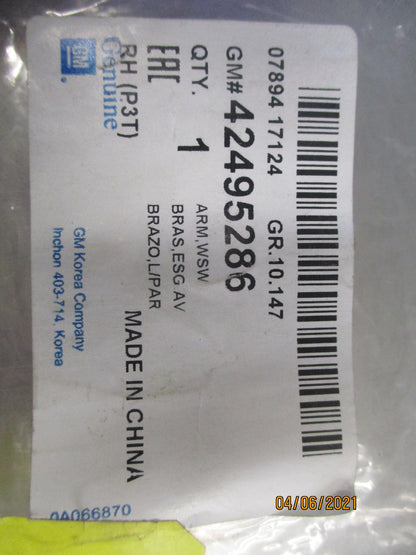 07894 17124 GR.10.147
GM# 42495286
QTY. 1
ARM,WSW
BRAS,ESG AV
BRAZO,L/PAR
EAC
RH (P3T)
MADE IN CHINA
GM
Genuine
GM Korea Company
Inchon 403-714, Korea
0A066870
04/06/2021